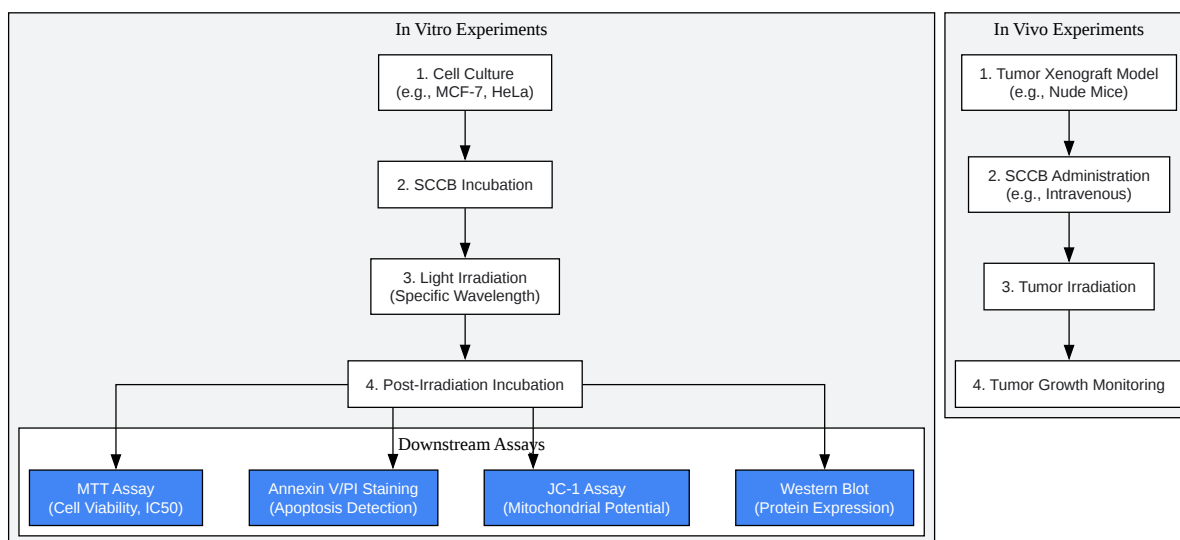 In Vitro Experiments
1. Cell Culture
(e.g., MCF-7, HeLa)
2. SCCB Incubation
3. Light Irradiation
(Specific Wavelength)
4. Post-Irradiation Incubation
Downstream Assays
MTT Assay
(Cell Viability, IC50)
Annexin V/PI Staining
(Apoptosis Detection)
JC-1 Assay
(Mitochondrial Potential)
Western Blot
(Protein Expression)
In Vivo Experiments
1. Tumor Xenograft Model
(e.g., Nude Mice)
2. SCCB Administration
(e.g., Intravenous)
3. Tumor Irradiation
4. Tumor Growth Monitoring